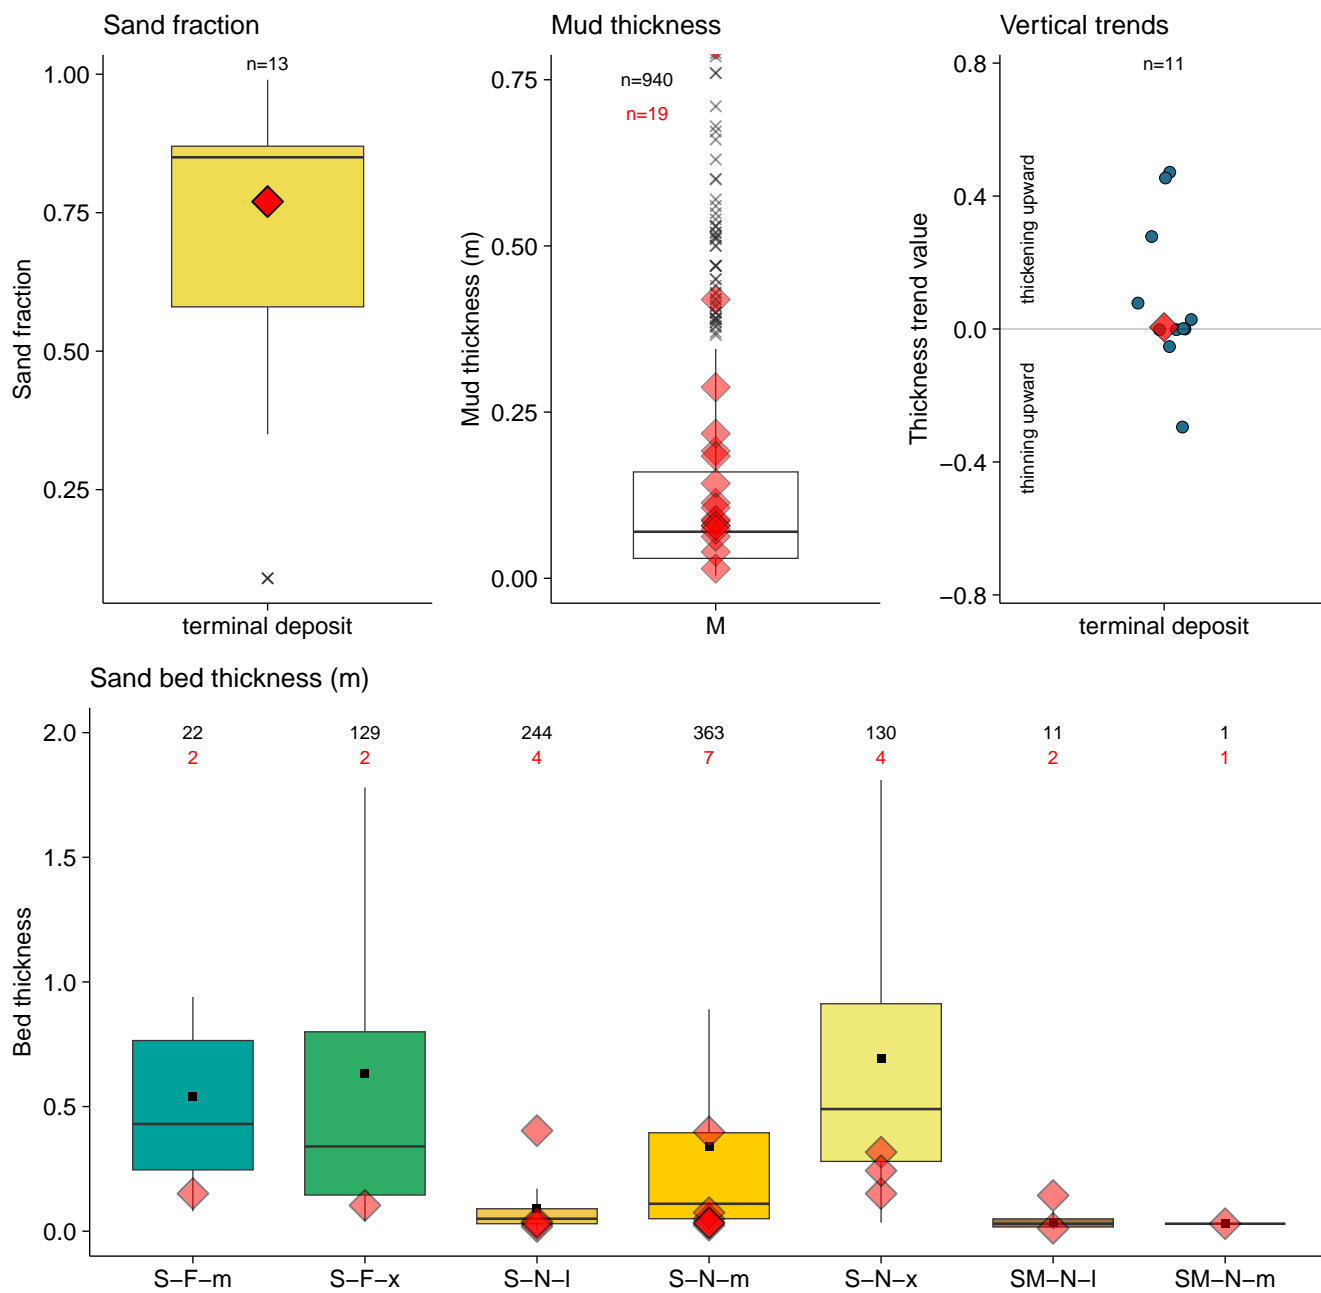 Sand fraction
Mud thickness
Vertical trends
n=13
n=940
n=19
n=11
Sand fraction
1.00
0.75
0.50
0.25
terminal deposit
Mud thickness (m)
0.75
0.50
0.25
0.00
M
Thickness trend value
0.8
0.4
0.0
−0.4
−0.8
thickening upward
thinning upward
terminal deposit
Sand bed thickness (m)
Bed thickness
2.0
1.5
1.0
0.5
0.0
22 129 244 363 130 11 1
2 2 4 7 4 2 1
S−F−m S−F−x S−N−l S−N−m S−N−x SM−N−l SM−N−m